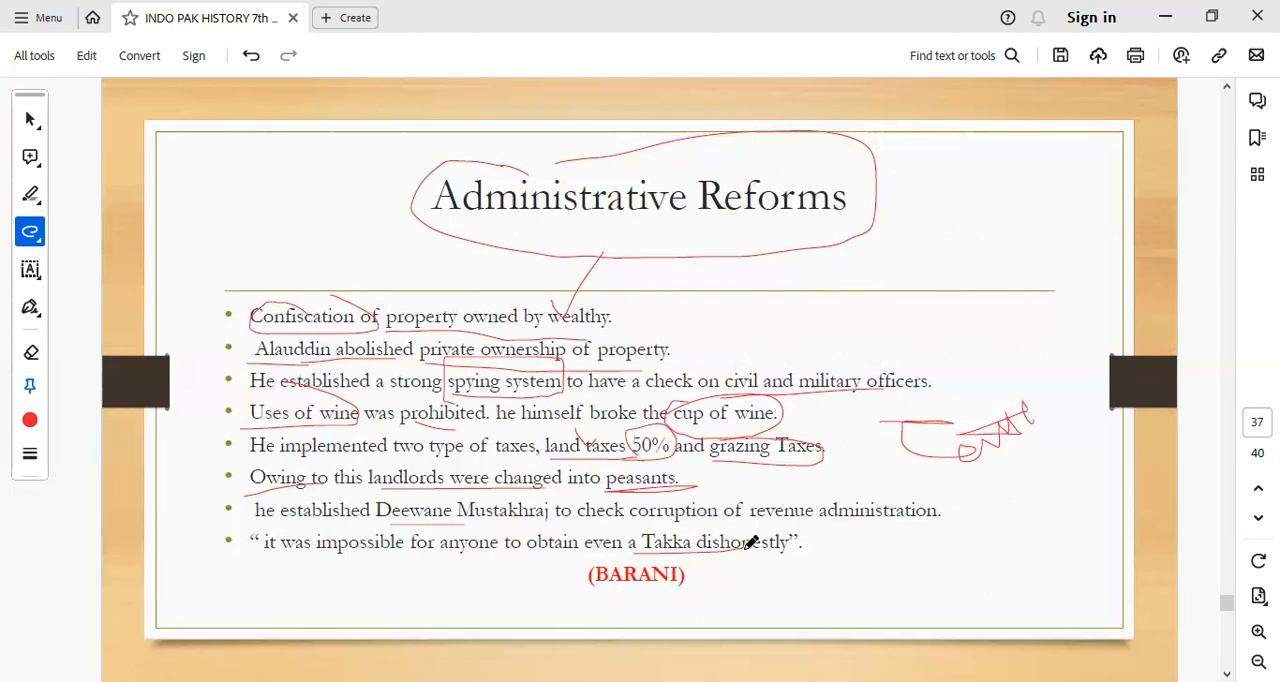 Menu
INDO PAK HISTORY 7th ...
Create
Sign in
All tools
Edit
Convert
Sign
Find text or tools
Administrative Reforms
• Confiscation of property owned by wealthy.
• Alauddin abolished private ownership of property.
• He established a strong spying system to have a check on civil and military officers.
• Uses of wine was prohibited. he himself broke the cup of wine.
• He implemented two type of taxes, land taxes 50% and grazing Taxes.
• Owing to this landlords were changed into peasants.
• he established Deewane Mustakhraj to check corruption of revenue administration.
• “ it was impossible for anyone to obtain even a Takka dishonestly”.
(BARANI)
37
40